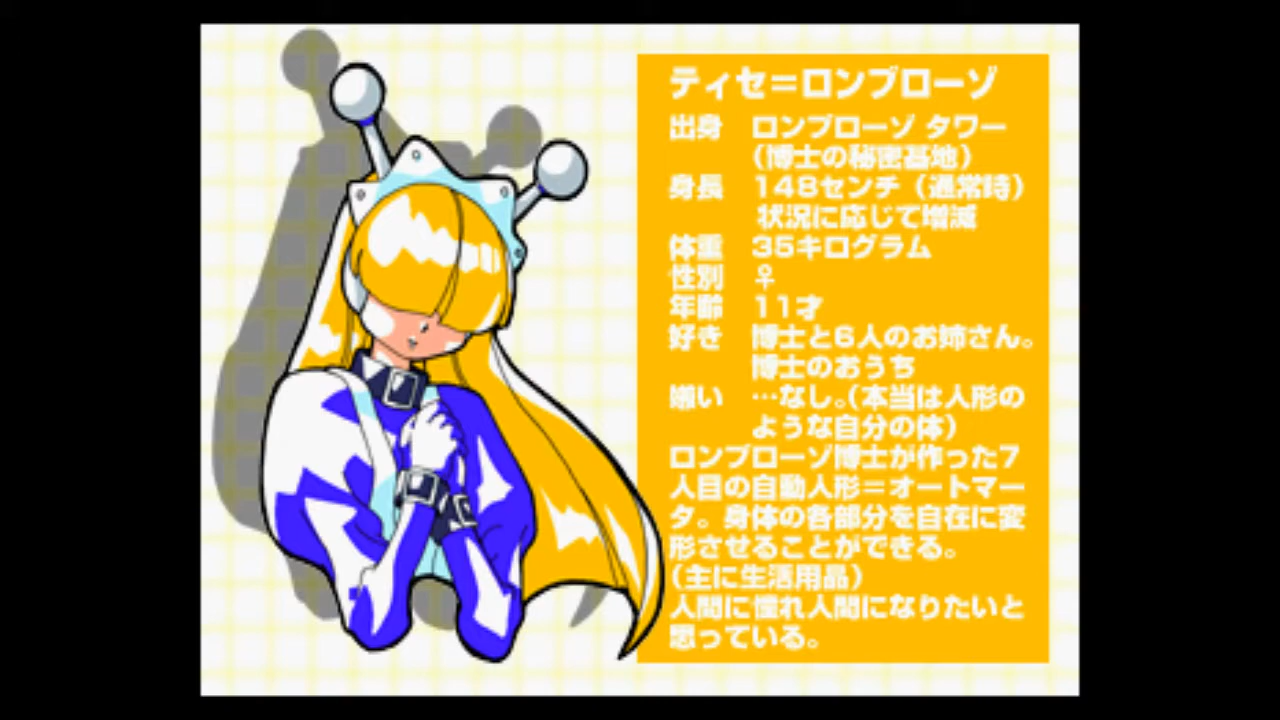 ティセ＝ロンブローゾ
出身 ロンブローゾ タワー
（博士の秘密基地）
身長 148センチ（通常時）
状況に応じて増減
体重 35キログラム
性別 ♀
年齢 11才
好き 博士と6人のお姉さん。
博士のおうち
嫌い …なし。（本当は人形の
ような自分の体）
ロンブローゾ博士が作った7
人目の自動人形＝オートマー
タ。身体の各部分を自在に変
形させることができる。
（主に生活用品）
人間に憧れ人間になりたいと
思っている。